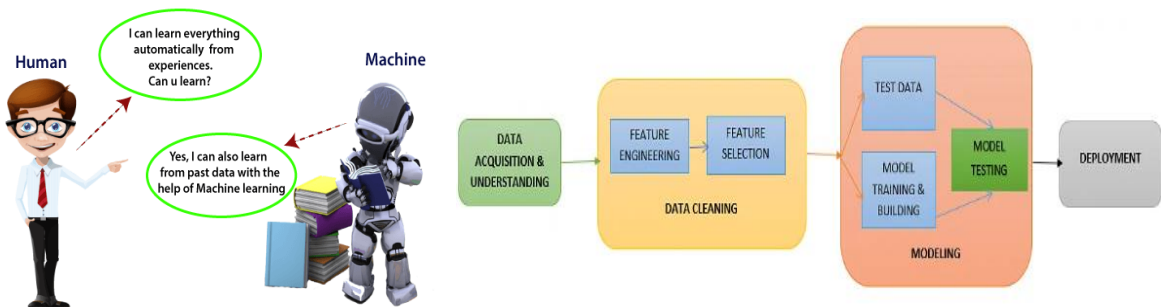 Human
I can learn everything
automatically from
experiences.
Can u learn?
Machine
Yes, I can also learn
from past data with the
help of Machine learning
DATA
ACQUISITION &
UNDERSTANDING
FEATURE
ENGINEERING
FEATURE
SELECTION
DATA CLEANING
TEST DATA
MODEL
TRAINING &
BUILDING
MODEL
TESTING
MODELING
DEPLOYMENT